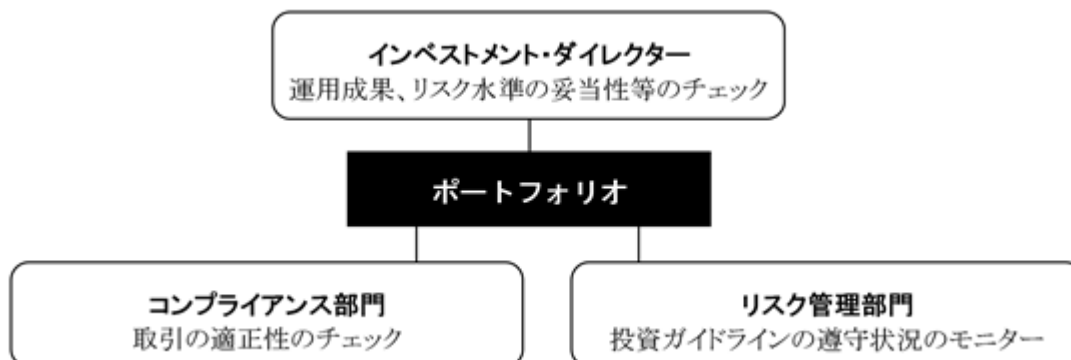 インベストメント・ダイレクター
運用成果、リスク水準の妥当性等のチェック
ポートフォリオ
コンプライアンス部門
取引の適正性のチェック
リスク管理部門
投資ガイドラインの遵守状況のモニター